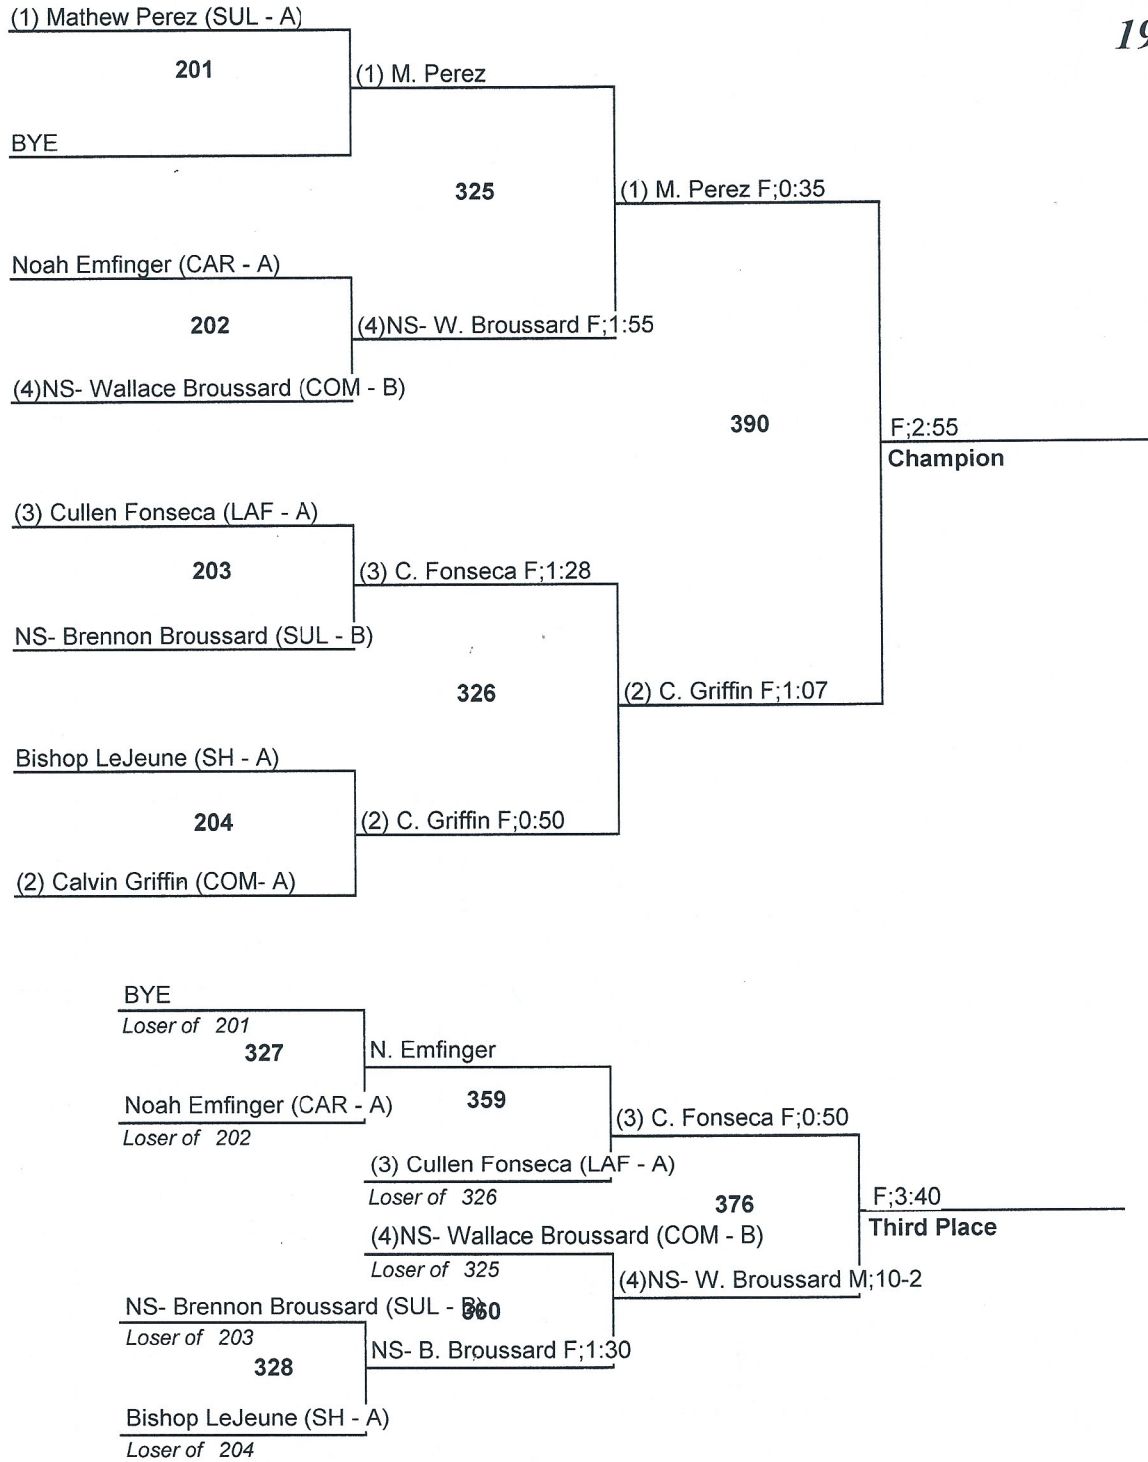 (1) Mathew Perez (SUL - A)
19
201
(1) M. Perez
BYE
325
(1) M. Perez F;0:35
Noah Emfinger (CAR - A)
202
(4)NS- W. Broussard F;1:55
(4)NS- Wallace Broussard (COM - B)
390
F;2:55
Champion
(3) Cullen Fonseca (LAF - A)
203
(3) C. Fonseca F;1:28
NS- Brennon Broussard (SUL - B)
326
(2) C. Griffin F;1:07
Bishop LeJeune (SH - A)
204
(2) C. Griffin F;0:50
(2) Calvin Griffin (COM- A)
BYE
Loser of 201
327
N. Emfinger
Noah Emfinger (CAR - A)
359
Loser of 202
(3) C. Fonseca F;0:50
(3) Cullen Fonseca (LAF - A)
Loser of 326
376
F;3:40
Third Place
(4)NS- Wallace Broussard (COM - B)
Loser of 325
(4)NS- W. Broussard M;10-2
NS- Brennon Broussard (SUL - B)
360
Loser of 203
328
NS- B. Broussard F;1:30
Bishop LeJeune (SH - A)
Loser of 204